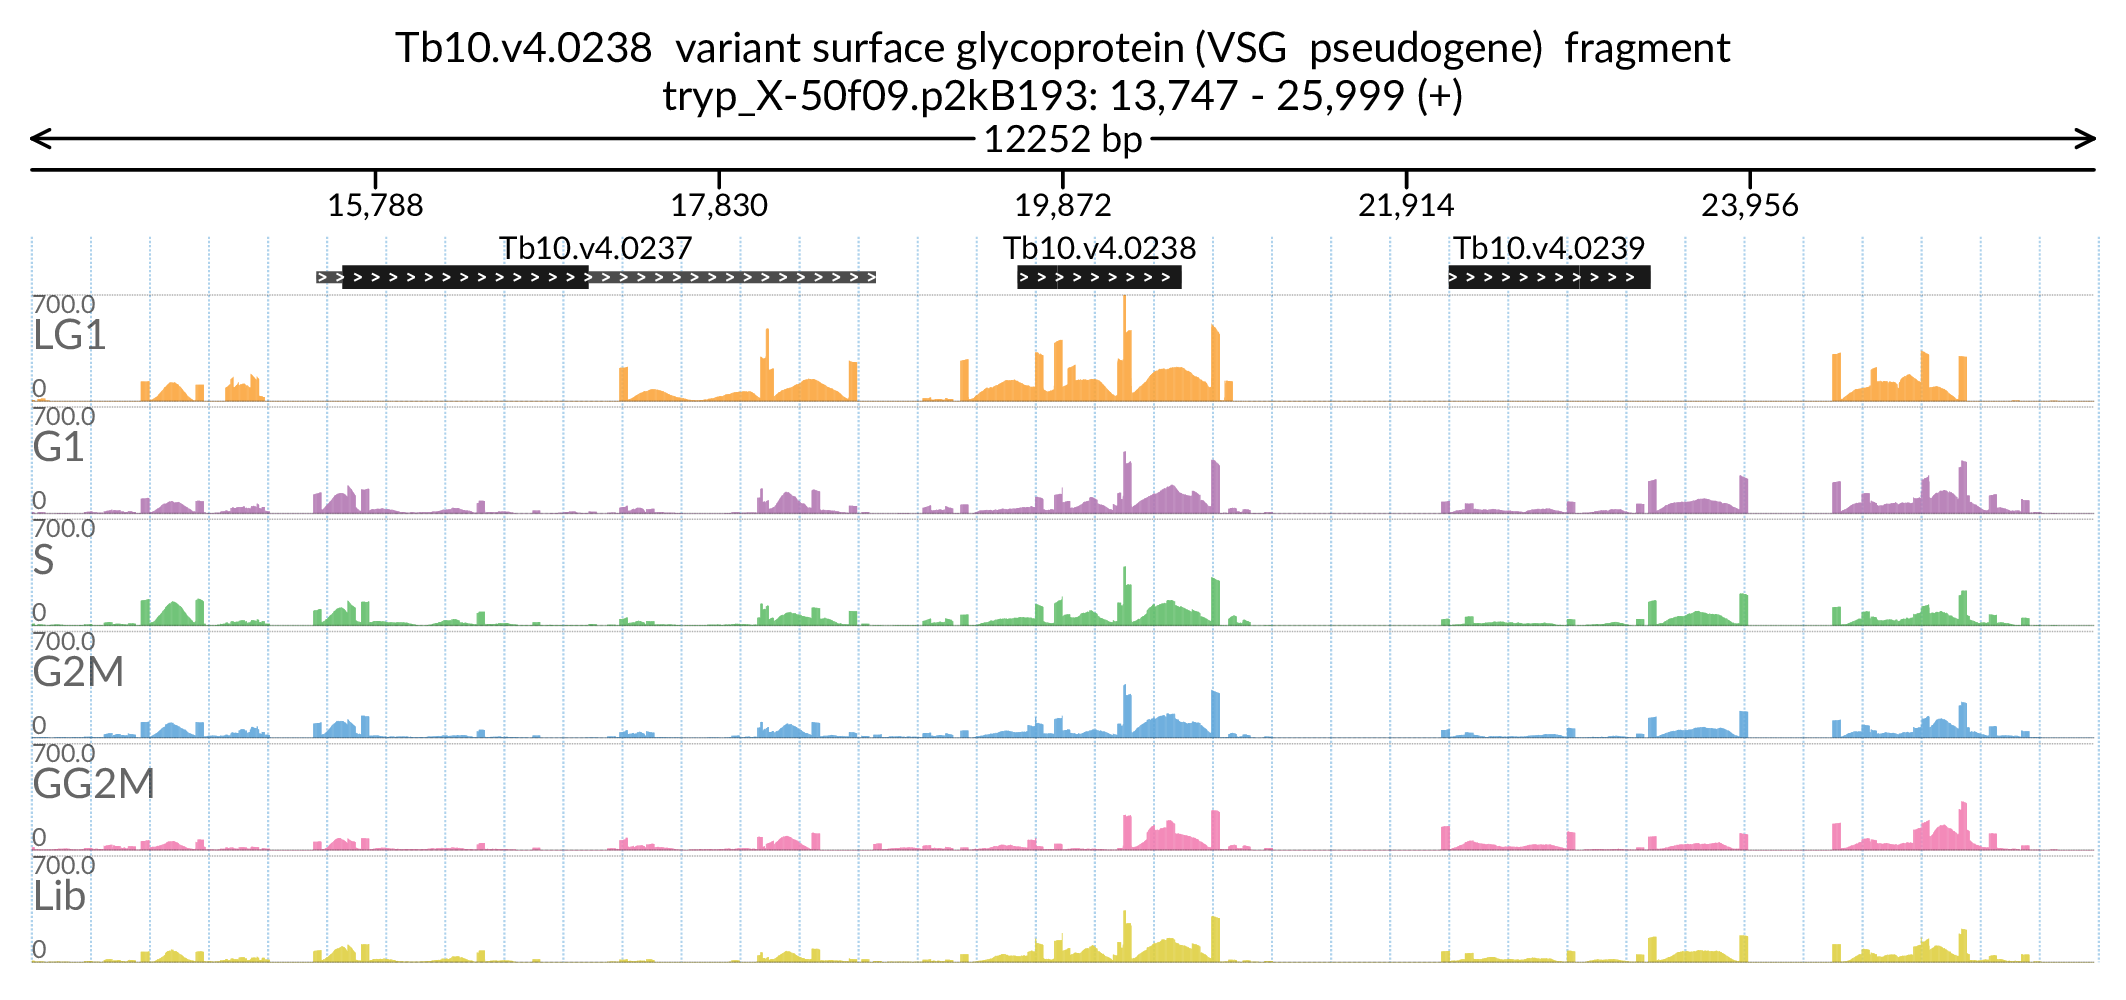 Tb10.v4.0238 variant surface glycoprotein (VSG pseudogene) fragment
tryp_X-50f09.p2kB193: 13,747 - 25,999 (+)
12252 bp
15,788 17,830 19,872 21,914 23,956
Tb10.v4.0237 Tb10.v4.0238 Tb10.v4.0239
700.0
LG1
0
700.0
G1
0
700.0
S
0
700.0
G2M
0
700.0
GG2M
0
700.0
Lib
0